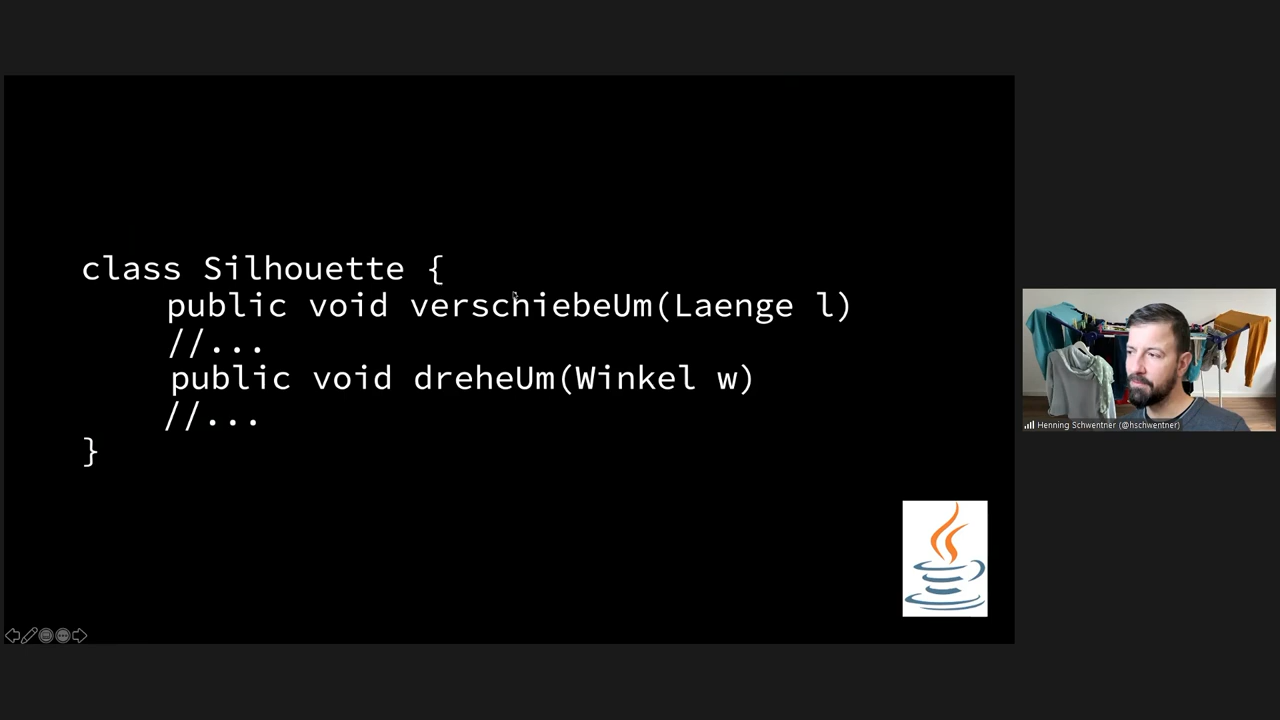 class Silhouette {
public void verschiebeUm(Laenge l)
//...
public void dreheUm(Winkel w)
//...
}
Henning Schwentner (@hschwentner)